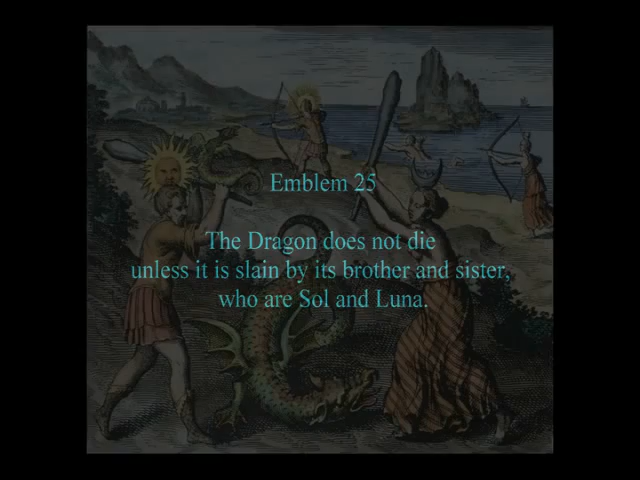 Emblem 25
The Dragon does not die
unless it is slain by its brother and sister,
who are Sol and Luna.